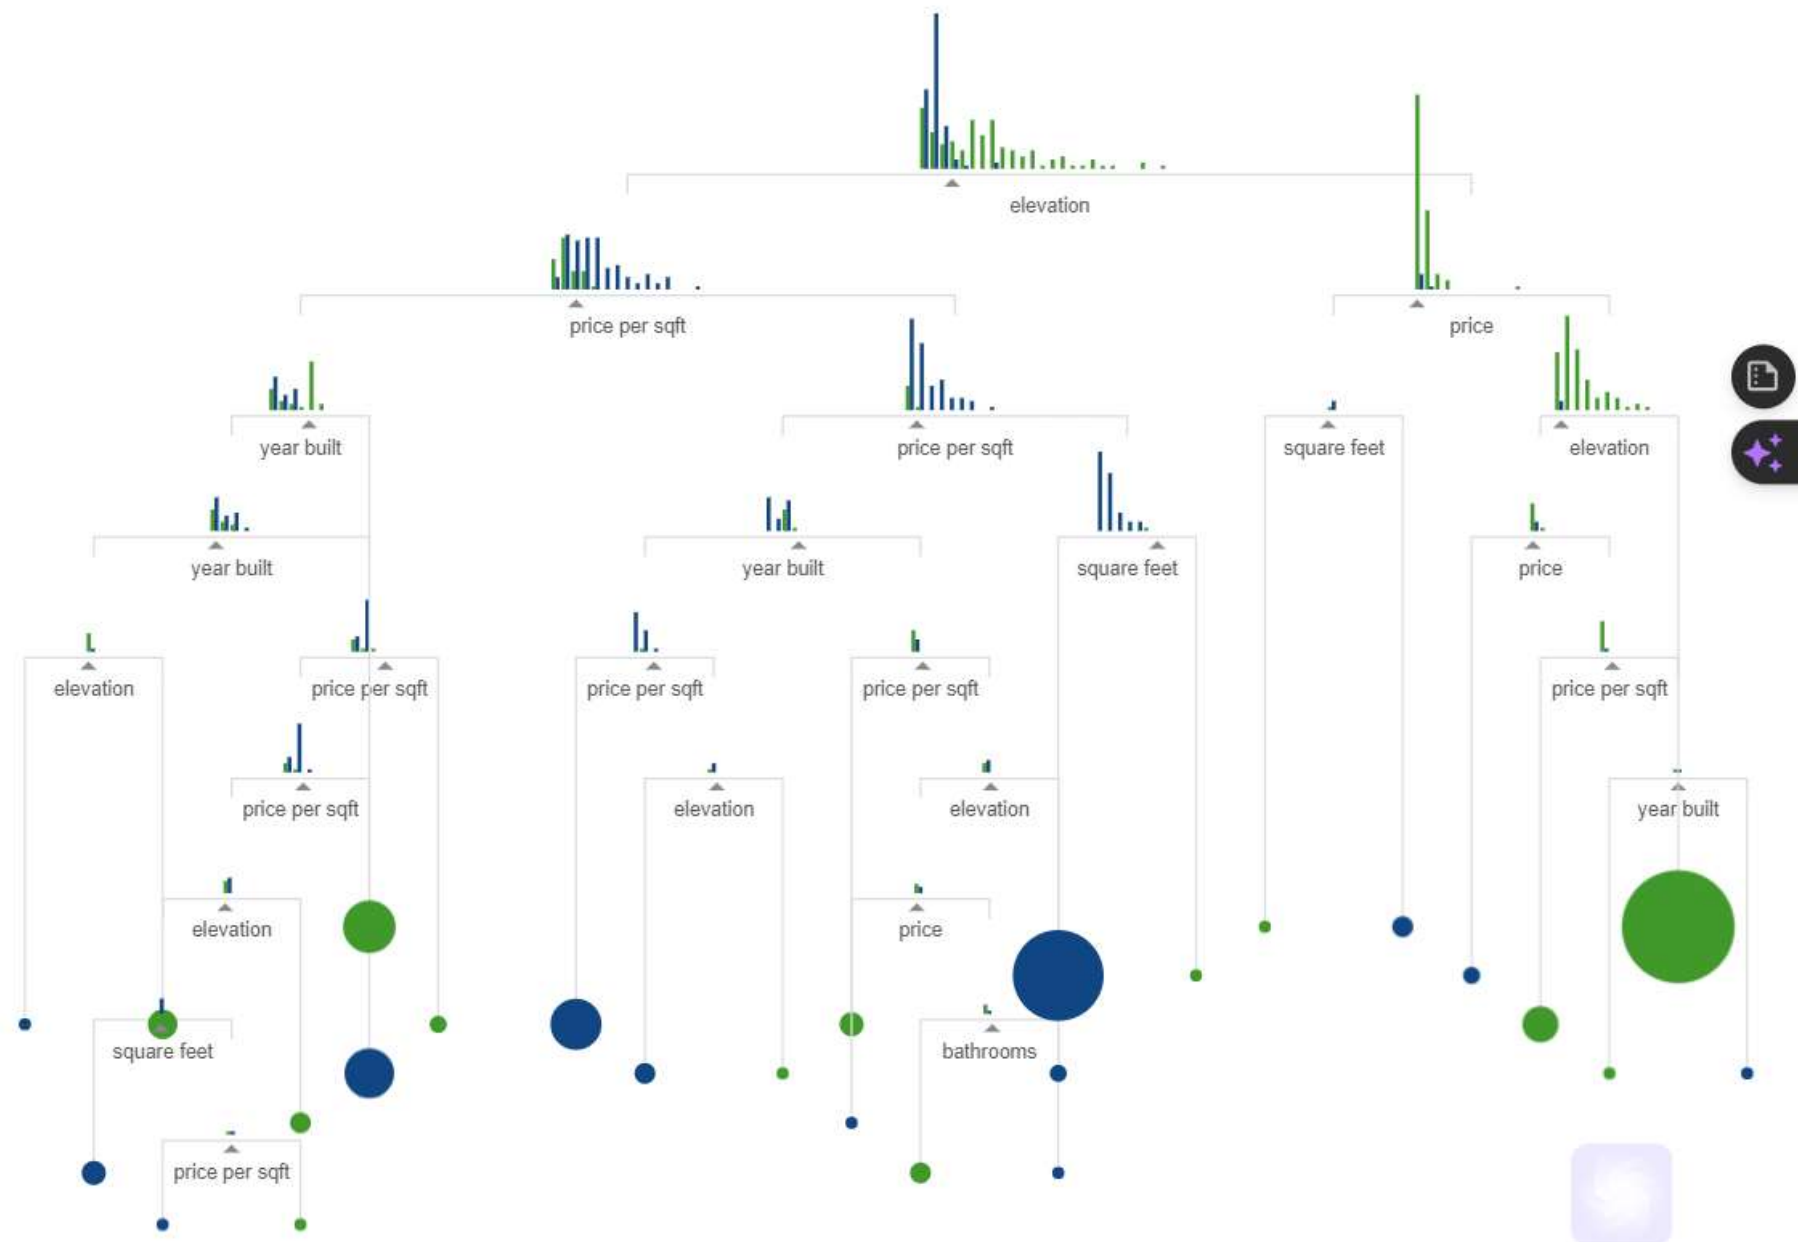 elevation
price per sqft
price
year built
price per sqft
square feet
elevation
year built
year built
square feet
price
elevation
price per sqft
price per sqft
price per sqft
price per sqft
price per sqft
elevation
elevation
year built
elevation
price
square feet
bathrooms
price per sqft